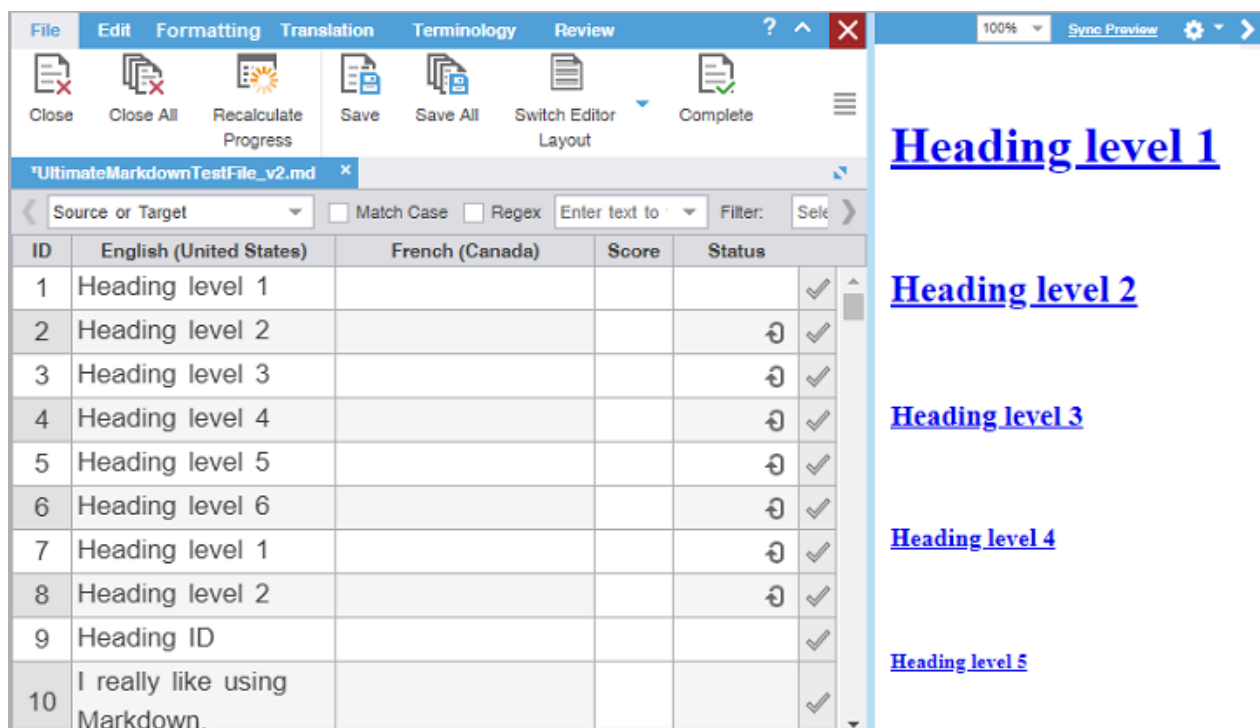 File Edit Formatting Translation Terminology Review ?
Close Close All Recalculate Progress Save Save All Switch Editor Layout Complete
*UltimateMarkdownTestFile_v2.md ×
Source or Target Match Case Regex Enter text to Filter: Sele
ID English (United States) French (Canada) Score Status
1 Heading level 1
2 Heading level 2
3 Heading level 3
4 Heading level 4
5 Heading level 5
6 Heading level 6
7 Heading level 1
8 Heading level 2
9 Heading ID
10 I really like using
Markdown.
100% Sync Preview
Heading level 1
Heading level 2
Heading level 3
Heading level 4
Heading level 5